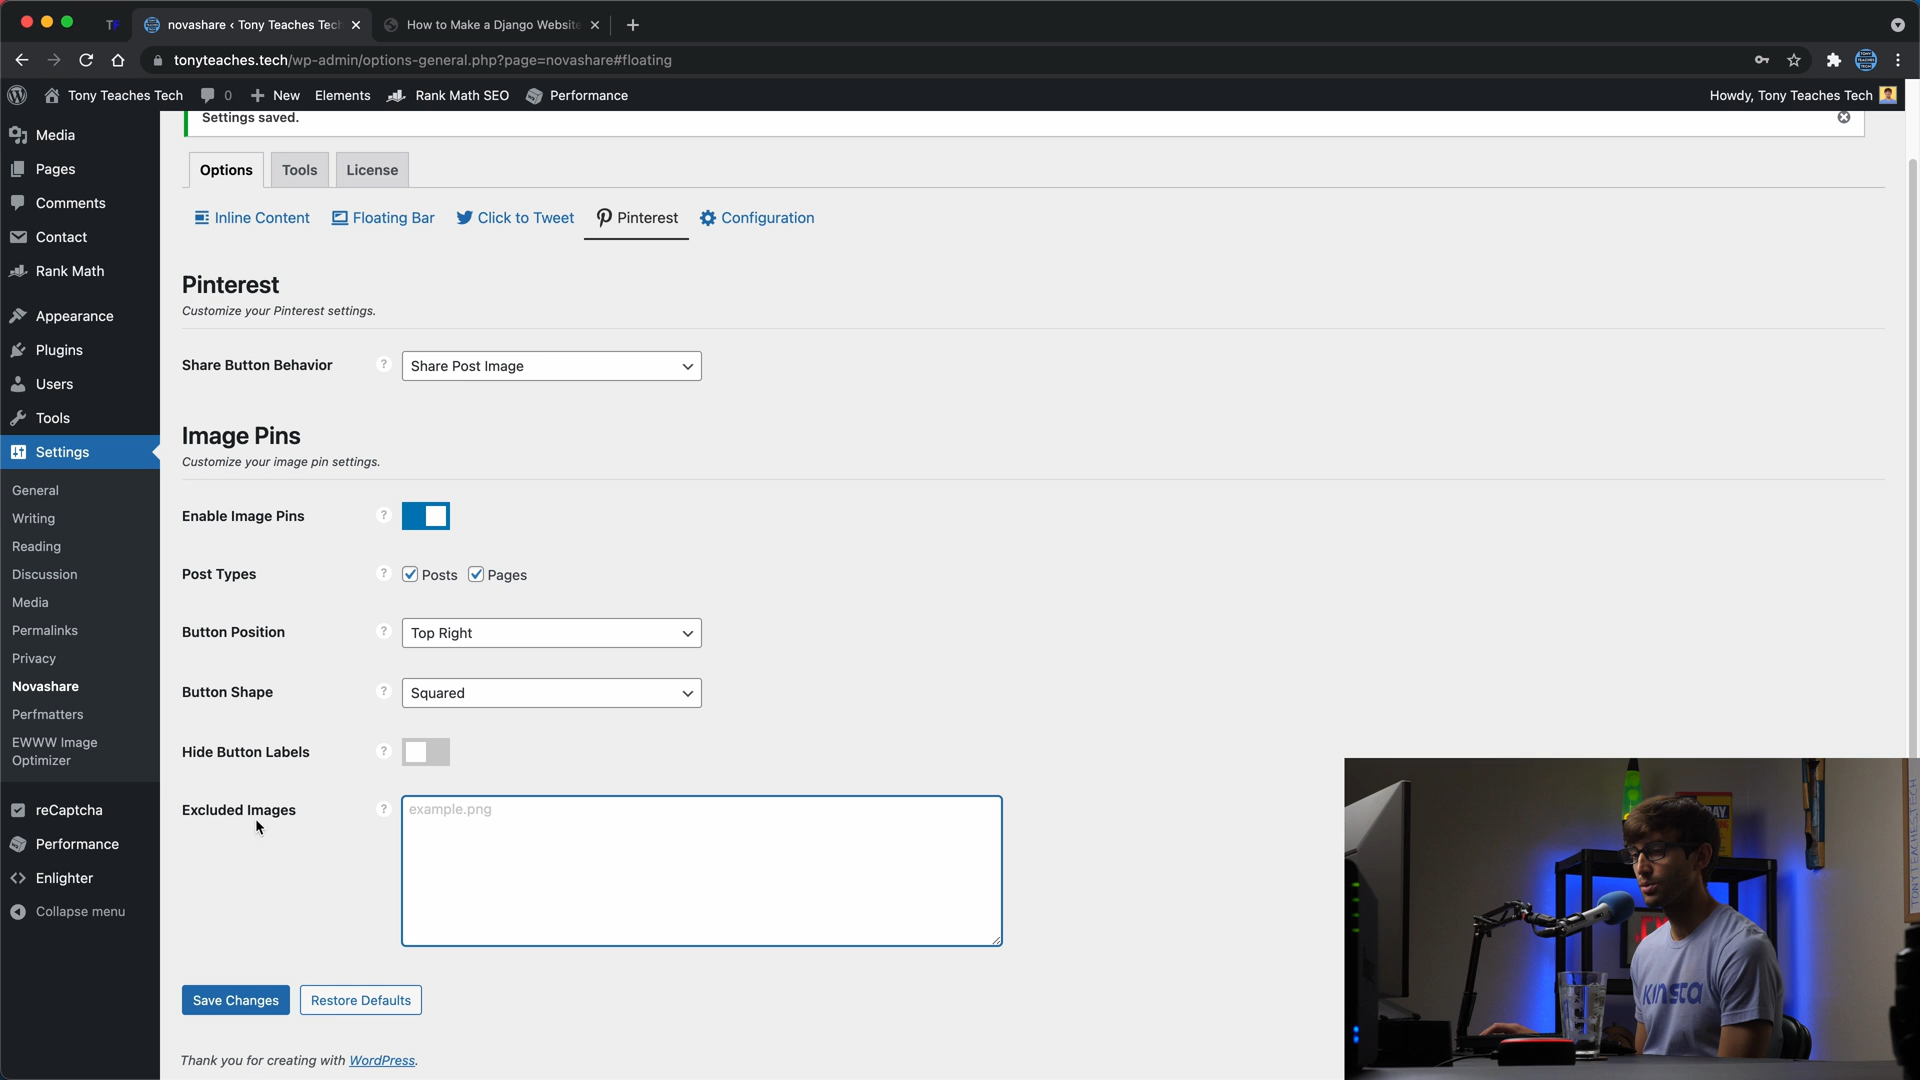 novashare ‹ Tony Teaches Tech
How to Make a Django Website
tonyteaches.tech/wp-admin/options-general.php?page=novashare#floating
Tony Teaches Tech
0
New
Elements
Rank Math SEO
Performance
Howdy, Tony Teaches Tech
Media
Pages
Comments
Contact
Rank Math
Appearance
Plugins
Users
Tools
Settings
General
Writing
Reading
Discussion
Media
Permalinks
Privacy
Novashare
Perfmatters
EWWW Image
Optimizer
reCaptcha
Performance
Enlighter
Collapse menu
Settings saved.
Options
Tools
License
Inline Content
Floating Bar
Click to Tweet
Pinterest
Configuration
Pinterest
Customize your Pinterest settings.
Share Button Behavior
?
Share Post Image
Image Pins
Customize your image pin settings.
Enable Image Pins
?
Post Types
?
Posts
Pages
Button Position
?
Top Right
Button Shape
?
Squared
Hide Button Labels
?
Excluded Images
?
example.png
Save Changes
Restore Defaults
Thank you for creating with WordPress.
KINSTA